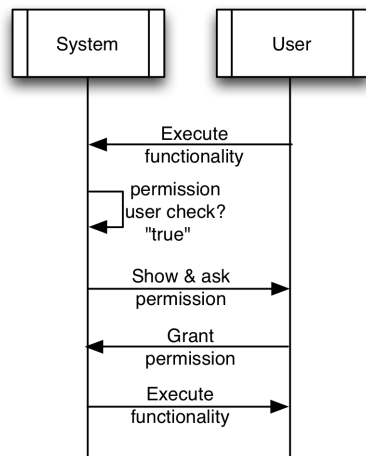 System
User
Execute
functionality
permission
user check?
"true"
Show & ask
permission
Grant
permission
Execute
functionality